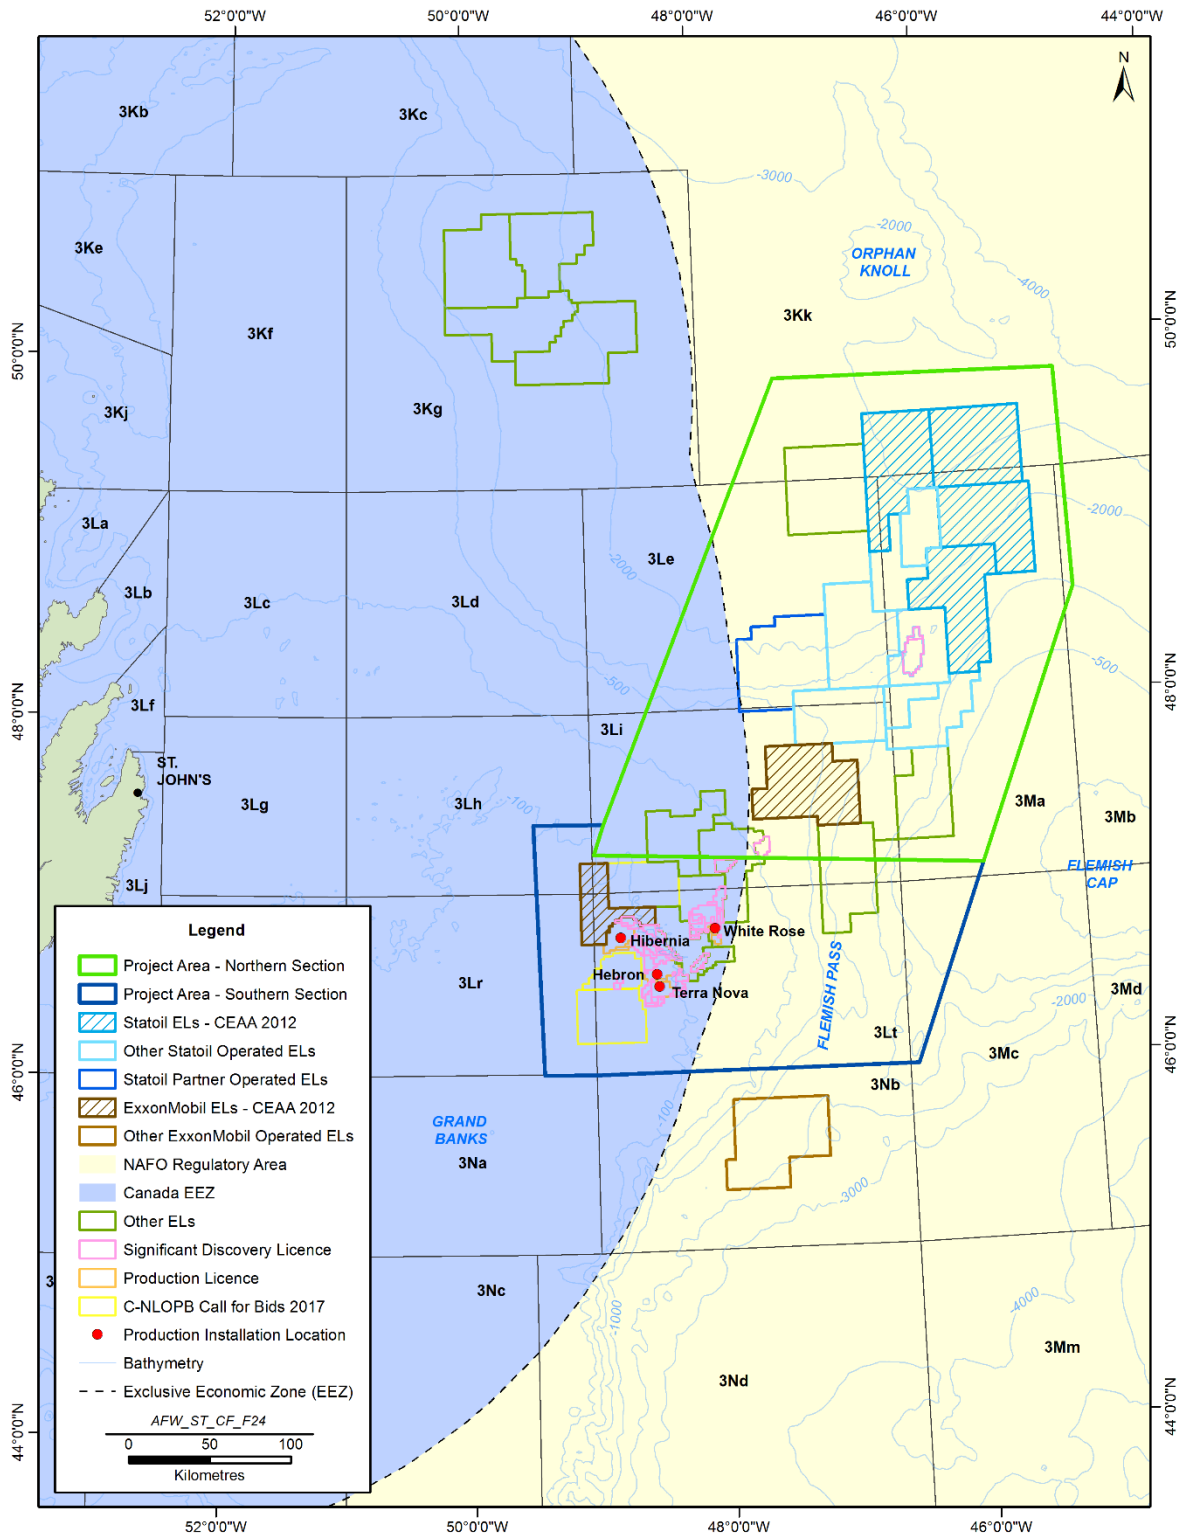 52°0'0"W
50°0'0"W
48°0'0"W
46°0'0"W
44°0'0"W
N
3Kb
3Kc
-3000
-2000
3Ke
ORPHAN
KNOLL
-4000
50°0'0"N
3Kf
3Kk
50°0'0"N
3Kj
3Kg
3La
-2000
3Le
-2000
3Lb
3Lc
3Ld
-500
-500
48°0'0"N
3Lf
48°0'0"N
3Li
ST.
JOHN'S
3Lg
3Lh
-100
3Ma
3Mb
FLEMISH
CAP
3Lj
White Rose
Hibernia
Hebron
Terra Nova
3Lr
FLEMISH PASS
3Md
-2000
3Lt
3Mc
46°0'0"N
46°0'0"N
3Nb
-100
GRAND
BANKS
3Na
-3000
3
3Nc
-1000
-4000
3Mm
3Nd
44°0'0"N
44°0'0"N
Legend
Project Area - Northern Section
Project Area - Southern Section
Statoil ELs - CEAA 2012
Other Statoil Operated ELs
Statoil Partner Operated ELs
ExxonMobil ELs - CEAA 2012
Other ExxonMobil Operated ELs
NAFO Regulatory Area
Canada EEZ
Other ELs
Significant Discovery Licence
Production Licence
C-NLOPB Call for Bids 2017
Production Installation Location
Bathymetry
Exclusive Economic Zone (EEZ)
AFW_ST_CF_F24
0 50 100
Kilometres
52°0'0"W
50°0'0"W
48°0'0"W
46°0'0"W